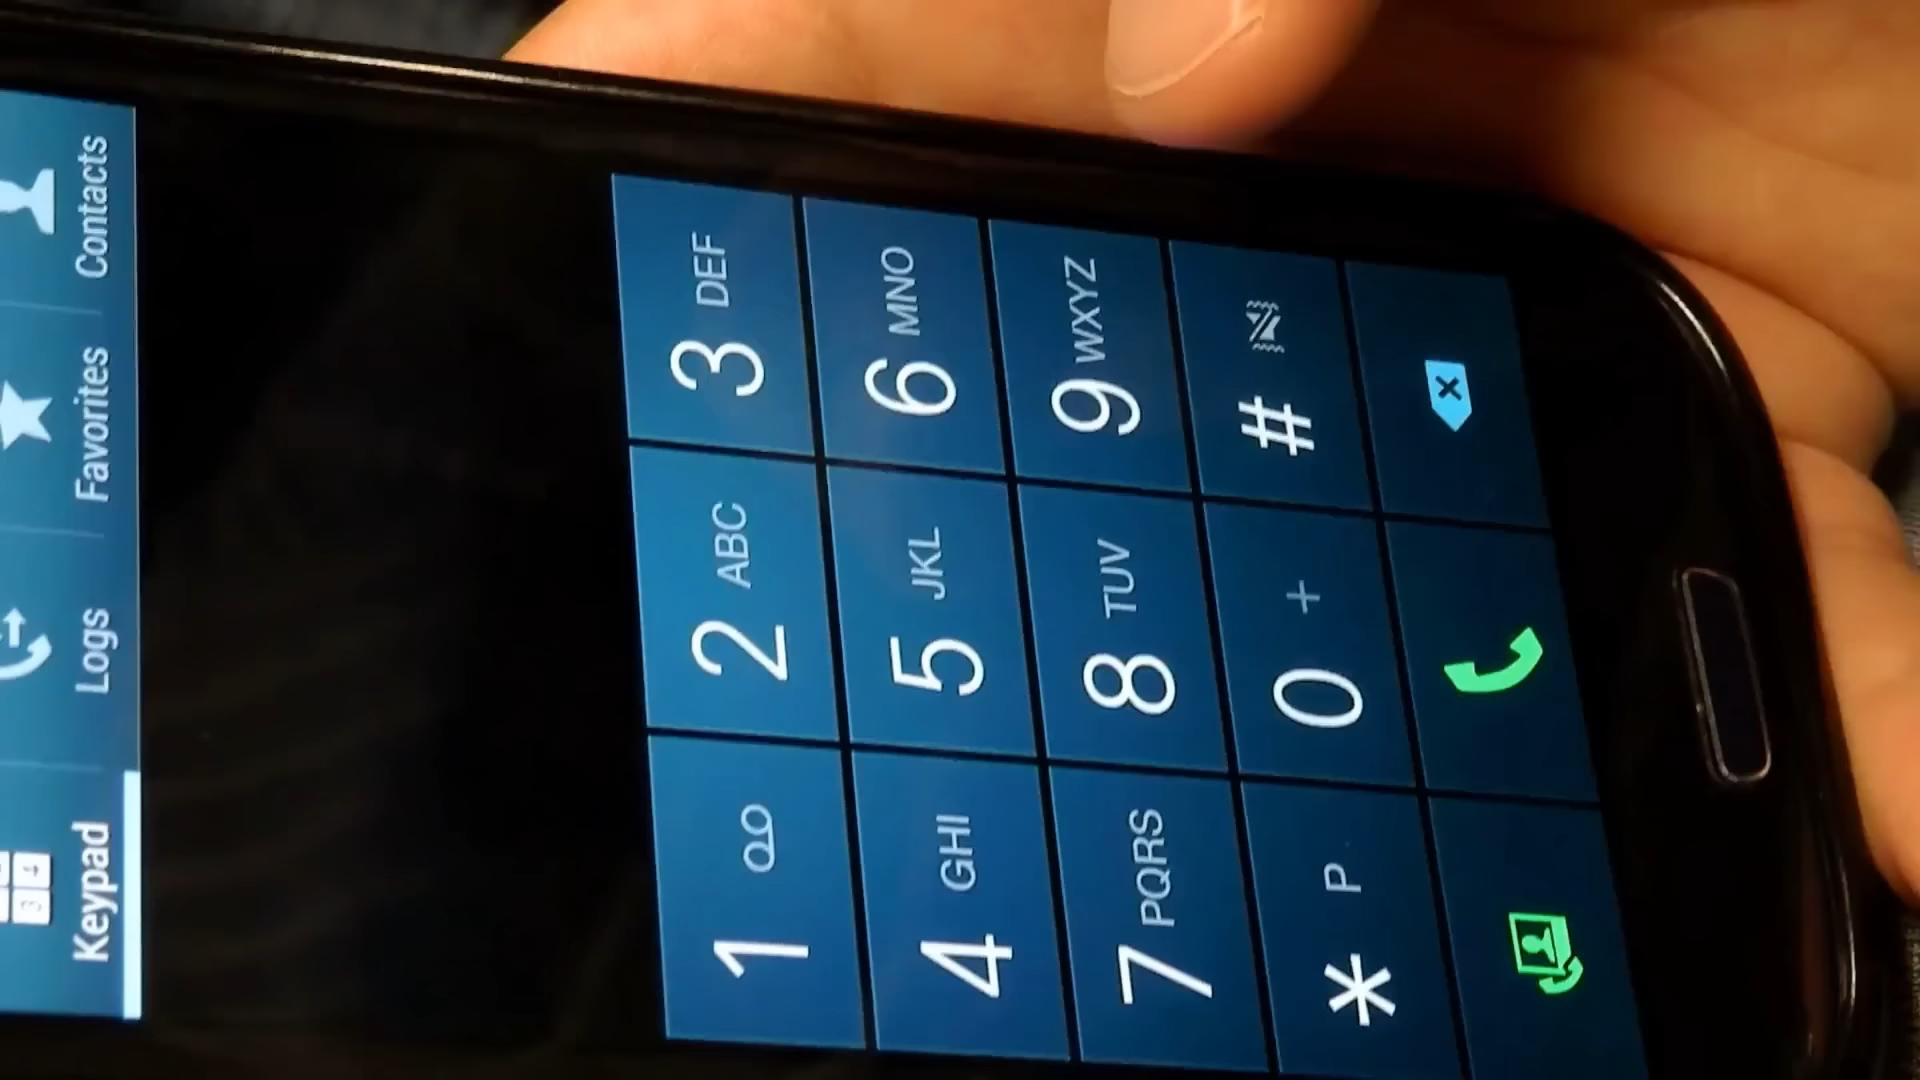 Keypad Logs Favorites Contacts
1 2 ABC 3 DEF
4 GHI 5 JKL 6 MNO
7 PQRS 8 TUV 9 WXYZ
* P 0 + #